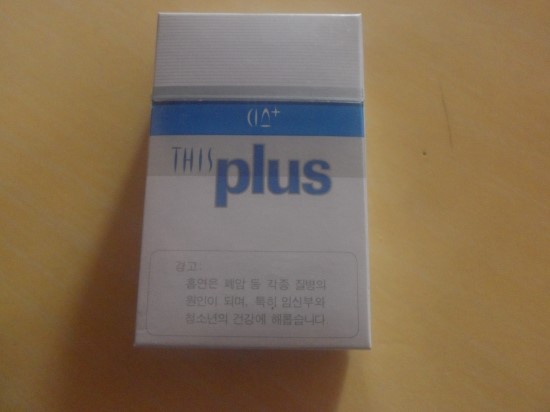 THIS plus
경고:
흡연은 폐암 등 각종 질병의
원인이 되며, 특히 임신부와
청소년의 건강에 해롭습니다.